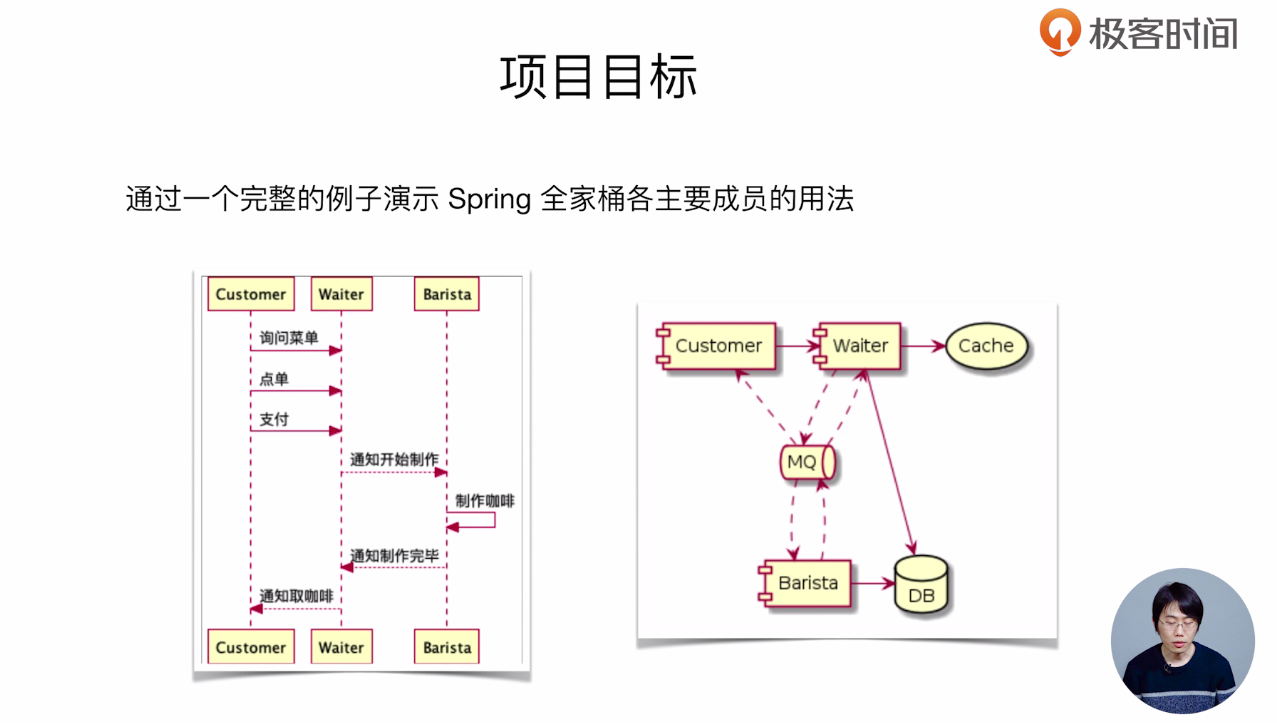 极客时间
项目目标
通过一个完整的例子演示 Spring 全家桶各主要成员的用法
Customer Waiter Barista
询问菜单
点单
支付
通知开始制作
制作咖啡
通知制作完毕
通知取咖啡
Customer Waiter Barista
Customer Waiter Cache
MQ
Barista DB